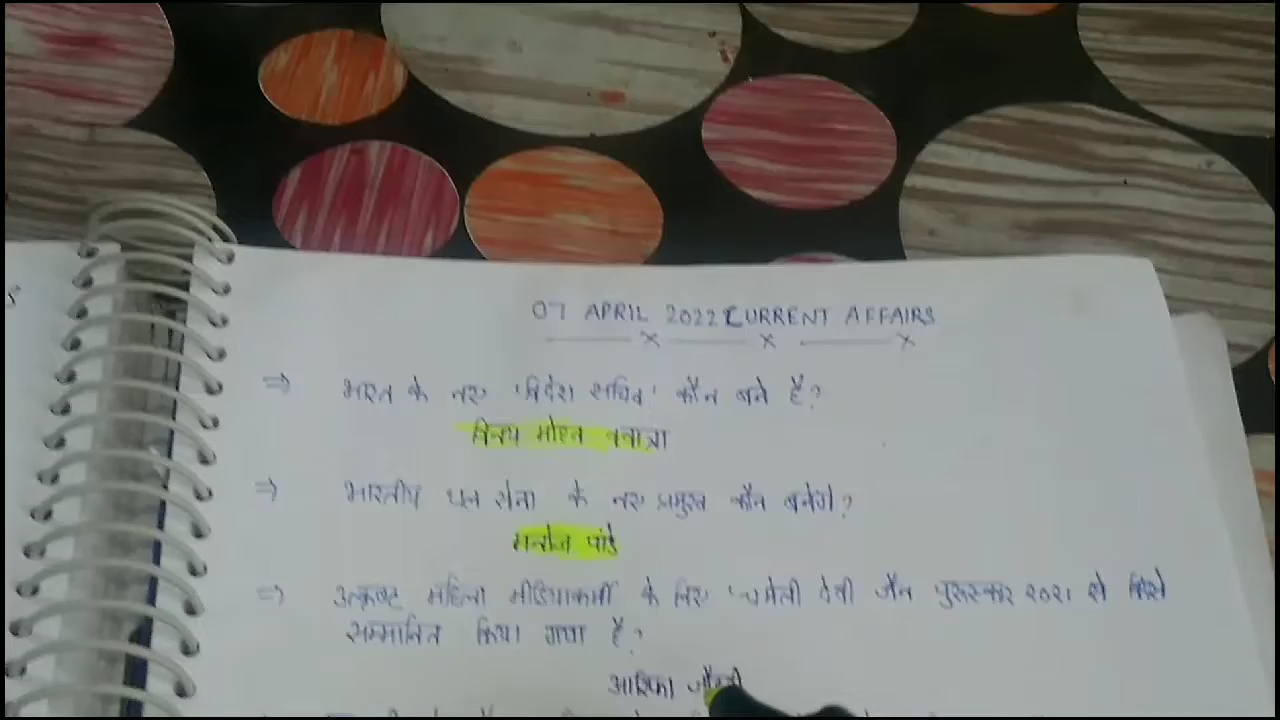 07 APRIL 2022 CURRENT AFFAIRS
⇒ भारत के नए 'विदेश सचिव' कौन बने है?
विनय मोहन क्वात्रा
⇒ भारतीय थल सेना के नए प्रमुख कौन बनेंगे?
मनोज पांडे
⇒ उत्कृष्ट महिला मीडियाकर्मी के लिए 'चमेली देवी जैन पुरुस्कार 2021 से किसे
सम्मानित किया गया है?
आरिफा